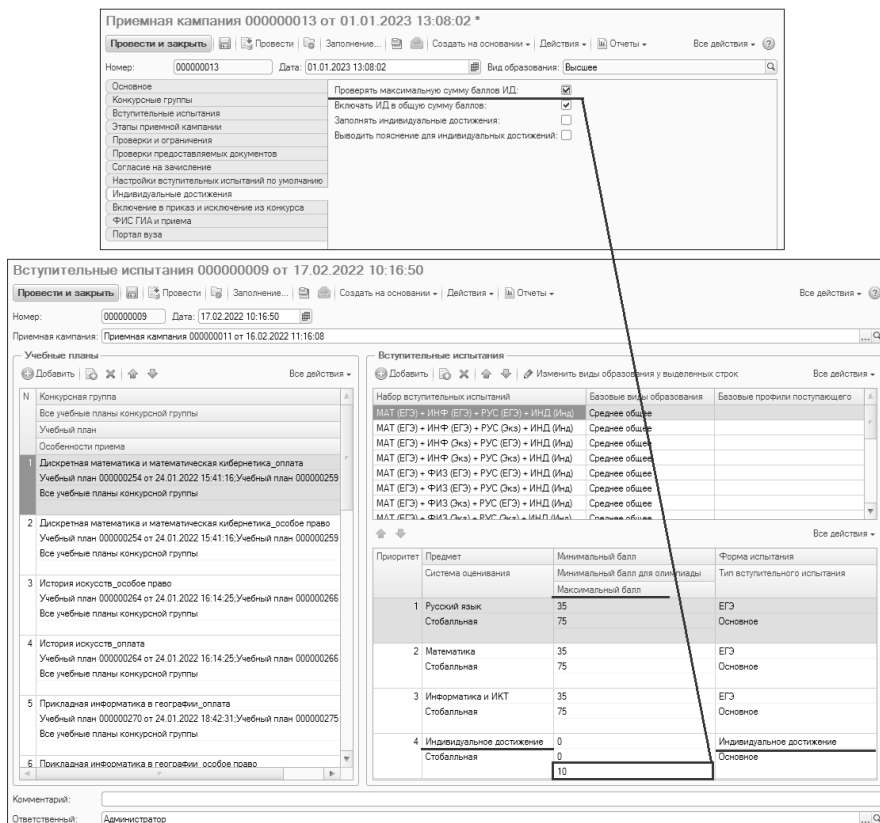 Приемная кампания 000000013 от 01.01.2023 13:08:02 *
Провести и закрыть Провести Заполнение... Создать на основании Действия Отчеты Все действия
Номер: 000000013 Дата: 01.01.2023 13:08:02 Вид образования: Высшее
Основное
Конкурсные группы
Вступительные испытания
Этапы приемной кампании
Проверки и ограничения
Проверки предоставляемых документов
Согласие на зачисление
Настройки вступительных испытаний по умолчанию
Индивидуальные достижения
Включение в приказ и исключение из конкурса
ФИС ГИА и приема
Портал вуза
Проверять максимальную сумму баллов ИД:
Включать ИД в общую сумму баллов:
Заполнять индивидуальные достижения:
Выводить пояснение для индивидуальных достижений:
Вступительные испытания 000000009 от 17.02.2022 10:16:50
Провести и закрыть Провести Заполнение... Создать на основании Действия Отчеты Все действия
Номер: 000000009 Дата: 17.02.2022 10:16:50
Приемная кампания: Приемная кампания 000000011 от 16.02.2022 11:16:08
Учебные планы
Добавить Все действия
N Конкурсная группа
Все учебные планы конкурсной группы
Учебный план
Особенности приема
1 Дискретная математика и математическая кибернетика_оплата
Учебный план 000000254 от 24.01.2022 15:41:16;Учебный план 000000259
Все учебные планы конкурсной группы
2 Дискретная математика и математическая кибернетика_особое право
Учебный план 000000254 от 24.01.2022 15:41:16;Учебный план 000000259
Все учебные планы конкурсной группы
3 История искусств_особое право
Учебный план 000000264 от 24.01.2022 16:14:25;Учебный план 000000266
Все учебные планы конкурсной группы
4 История искусств_оплата
Учебный план 000000264 от 24.01.2022 16:14:25;Учебный план 000000266
Все учебные планы конкурсной группы
5 Прикладная информатика в географии_оплата
Учебный план 000000270 от 24.01.2022 18:42:31;Учебный план 000000275
Все учебные планы конкурсной группы
6 Прикладная информатика в географии_особое право
Вступительные испытания
Добавить Изменить виды образования у выделенных строк Все действия
Набор вступительных испытаний Базовые виды образования Базовые профили поступающего
МАТ (ЕГЭ) + ИНФ (ЕГЭ) + РУС (ЕГЭ) + ИНД (Инд) Среднее общее
МАТ (ЕГЭ) + ИНФ (ЕГЭ) + РУС (Экз) + ИНД (Инд) Среднее общее
МАТ (ЕГЭ) + ИНФ (Экз) + РУС (ЕГЭ) + ИНД (Инд) Среднее общее
МАТ (ЕГЭ) + ИНФ (Экз) + РУС (Экз) + ИНД (Инд) Среднее общее
МАТ (ЕГЭ) + ФИЗ (ЕГЭ) + РУС (ЕГЭ) + ИНД (Инд) Среднее общее
МАТ (ЕГЭ) + ФИЗ (ЕГЭ) + РУС (Экз) + ИНД (Инд) Среднее общее
МАТ (ЕГЭ) + ФИЗ (Экз) + РУС (ЕГЭ) + ИНД (Инд) Среднее общее
МАТ (ЕГЭ) + ФИЗ (Экз) + РУС (Экз) + ИНД (Инд) Среднее общее
Все действия
Приоритет Предмет Минимальный балл Форма испытания
Система оценивания Минимальный балл для олимпиады Тип вступительного испытания
Максимальный балл
1 Русский язык 35 ЕГЭ
Стобалльная 75 Основное
2 Математика 35 ЕГЭ
Стобалльная 75 Основное
3 Информатика и ИКТ 35 ЕГЭ
Стобалльная 75 Основное
4 Индивидуальное достижение 0 Индивидуальное достижение
Стобалльная 0 Основное
10
Комментарий:
Ответственный: Администратор